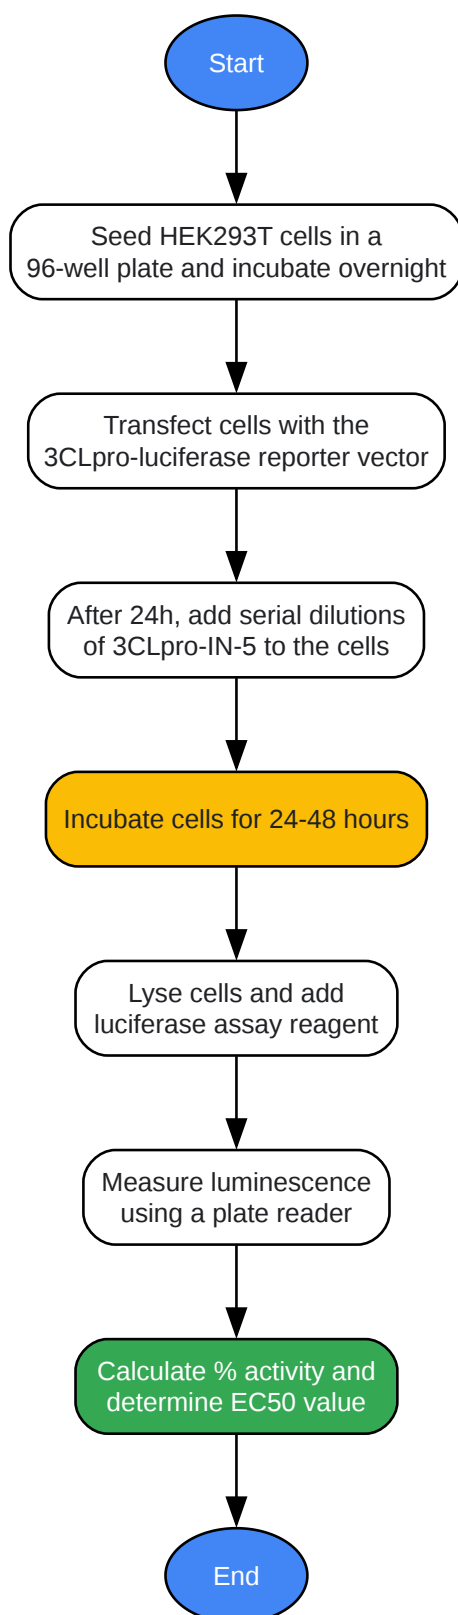 Start
Seed HEK293T cells in a
96-well plate and incubate overnight
Transfect cells with the
3CLpro-luciferase reporter vector
After 24h, add serial dilutions
of 3CLpro-IN-5 to the cells
Incubate cells for 24-48 hours
Lyse cells and add
luciferase assay reagent
Measure luminescence
using a plate reader
Calculate % activity and
determine EC50 value
End